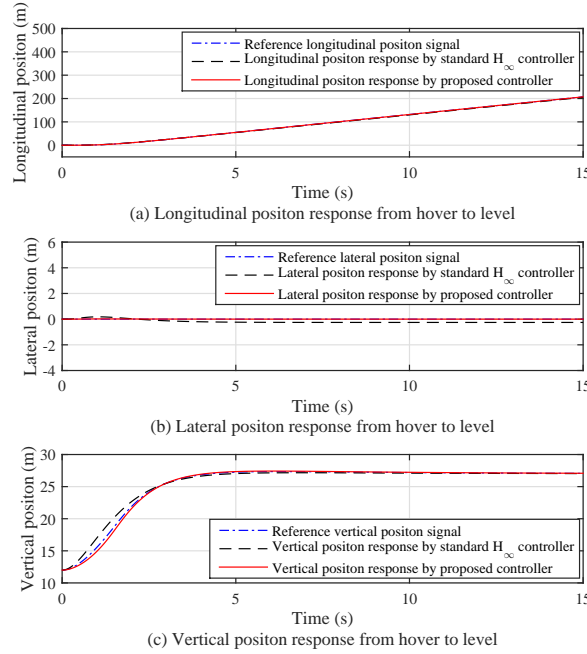 500
400
300
200
100
0
Longitudinal positon (m)
Reference longitudinal positon signal
Longitudinal positon response by standard H∞ controller
Longitudinal positon response by proposed controller
0 5 10 15
Time (s)
(a) Longitudinal positon response from hover to level
6
4
2
0
-2
-4
Lateral positon (m)
Reference lateral positon signal
Lateral positon response by standard H∞ controller
Lateral positon response by proposed controller
0 5 10 15
Time (s)
(b) Lateral positon response from hover to level
30
25
20
15
10
Vertical positon (m)
Reference vertical positon signal
Vertical positon response by standard H∞ controller
Vertical positon response by proposed controller
0 5 10 15
Time (s)
(c) Vertical positon response from hover to level